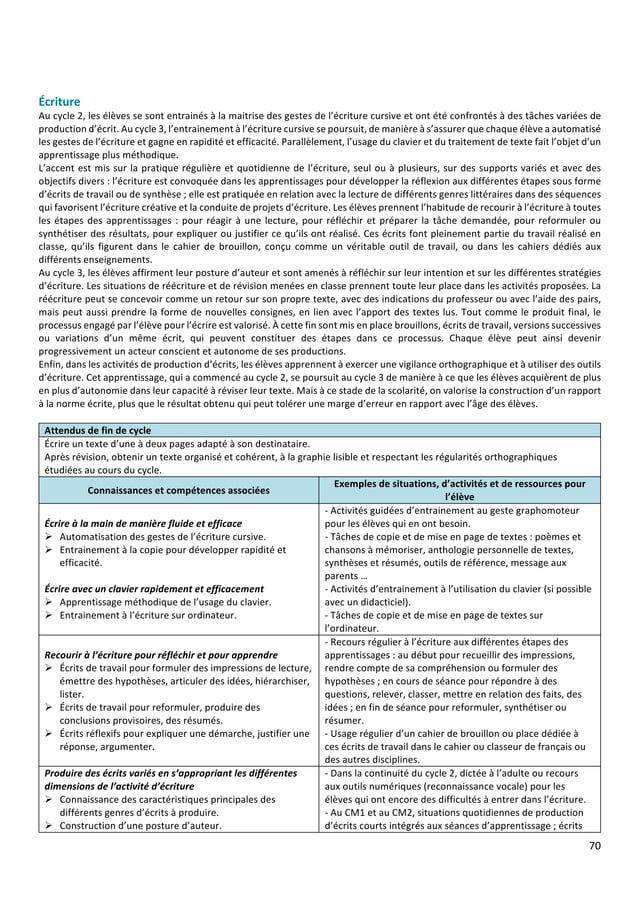 Écriture
Au cycle 2, les élèves se sont entrainés à la maitrise des gestes de l’écriture cursive et ont été confrontés à des tâches variées de
production d’écrit. Au cycle 3, l’entrainement à l’écriture cursive se poursuit, de manière à s’assurer que chaque élève a automatisé
les gestes de l’écriture et gagne en rapidité et efficacité. Parallèlement, l’usage du clavier et du traitement de texte fait l’objet d’un
apprentissage plus méthodique.
L’accent est mis sur la pratique régulière et quotidienne de l’écriture, seul ou à plusieurs, sur des supports variés et avec des
objectifs divers : l’écriture est convoquée dans les apprentissages pour développer la réflexion aux différentes étapes sous forme
d’écrits de travail ou de synthèse ; elle est pratiquée en relation avec la lecture de différents genres littéraires dans des séquences
qui favorisent l’écriture créative et la conduite de projets d’écriture. Les élèves prennent l’habitude de recourir à l’écriture à toutes
les étapes des apprentissages : pour réagir à une lecture, pour réfléchir et préparer la tâche demandée, pour reformuler ou
synthétiser des résultats, pour expliquer ou justifier ce qu’ils ont réalisé. Ces écrits font pleinement partie du travail réalisé en
classe, qu’ils figurent dans le cahier de brouillon, conçu comme un véritable outil de travail, ou dans les cahiers dédiés aux
différents enseignements.
Au cycle 3, les élèves affirment leur posture d’auteur et sont amenés à réfléchir sur leur intention et sur les différentes stratégies
d’écriture. Les situations de réécriture et de révision menées en classe prennent toute leur place dans les activités proposées. La
réécriture peut se concevoir comme un retour sur son propre texte, avec des indications du professeur ou avec l’aide des pairs,
mais peut aussi prendre la forme de nouvelles consignes, en lien avec l’apport des textes lus. Tout comme le produit final, le
processus engagé par l’élève pour l’écrire est valorisé. À cette fin sont mis en place brouillons, écrits de travail, versions successives
ou variations d’un même écrit, qui peuvent constituer des étapes dans ce processus. Chaque élève peut ainsi devenir
progressivement un acteur conscient et autonome de ses productions.
Enfin, dans les activités de production d’écrits, les élèves apprennent à exercer une vigilance orthographique et à utiliser des outils
d’écriture. Cet apprentissage, qui a commencé au cycle 2, se poursuit au cycle 3 de manière à ce que les élèves acquièrent de plus
en plus d’autonomie dans leur capacité à réviser leur texte. Mais à ce stade de la scolarité, on valorise la construction d’un rapport
à la norme écrite, plus que le résultat obtenu qui peut tolérer une marge d’erreur en rapport avec l’âge des élèves.
Attendus de fin de cycle
Écrire un texte d’une à deux pages adapté à son destinataire.
Après révision, obtenir un texte organisé et cohérent, à la graphie lisible et respectant les régularités orthographiques
étudiées au cours du cycle.
Connaissances et compétences associées
Exemples de situations, d’activités et de ressources pour
l’élève
Écrire à la main de manière fluide et efficace
➢ Automatisation des gestes de l’écriture cursive.
➢ Entrainement à la copie pour développer rapidité et
efficacité.
Écrire avec un clavier rapidement et efficacement
➢ Apprentissage méthodique de l’usage du clavier.
➢ Entrainement à l’écriture sur ordinateur.
- Activités guidées d’entrainement au geste graphomoteur
pour les élèves qui en ont besoin.
- Tâches de copie et de mise en page de textes : poèmes et
chansons à mémoriser, anthologie personnelle de textes,
synthèses et résumés, outils de référence, message aux
parents …
- Activités d’entrainement à l’utilisation du clavier (si possible
avec un didacticiel).
- Tâches de copie et de mise en page de textes sur
l’ordinateur.
Recourir à l’écriture pour réfléchir et pour apprendre
➢ Écrits de travail pour formuler des impressions de lecture,
émettre des hypothèses, articuler des idées, hiérarchiser,
lister.
➢ Écrits de travail pour reformuler, produire des
conclusions provisoires, des résumés.
➢ Écrits réflexifs pour expliquer une démarche, justifier une
réponse, argumenter.
- Recours régulier à l’écriture aux différentes étapes des
apprentissages : au début pour recueillir des impressions,
rendre compte de sa compréhension ou formuler des
hypothèses ; en cours de séance pour répondre à des
questions, relever, classer, mettre en relation des faits, des
idées ; en fin de séance pour reformuler, synthétiser ou
résumer.
- Usage régulier d’un cahier de brouillon ou place dédiée à
ces écrits de travail dans le cahier ou classeur de français ou
des autres disciplines.
Produire des écrits variés en s’appropriant les différentes
dimensions de l’activité d’écriture
➢ Connaissance des caractéristiques principales des
différents genres d’écrits à produire.
➢ Construction d’une posture d’auteur.
- Dans la continuité du cycle 2, dictée à l’adulte ou recours
aux outils numériques (reconnaissance vocale) pour les
élèves qui ont encore des difficultés à entrer dans l’écriture.
- Au CM1 et au CM2, situations quotidiennes de production
d’écrits courts intégrés aux séances d’apprentissage ; écrits
70